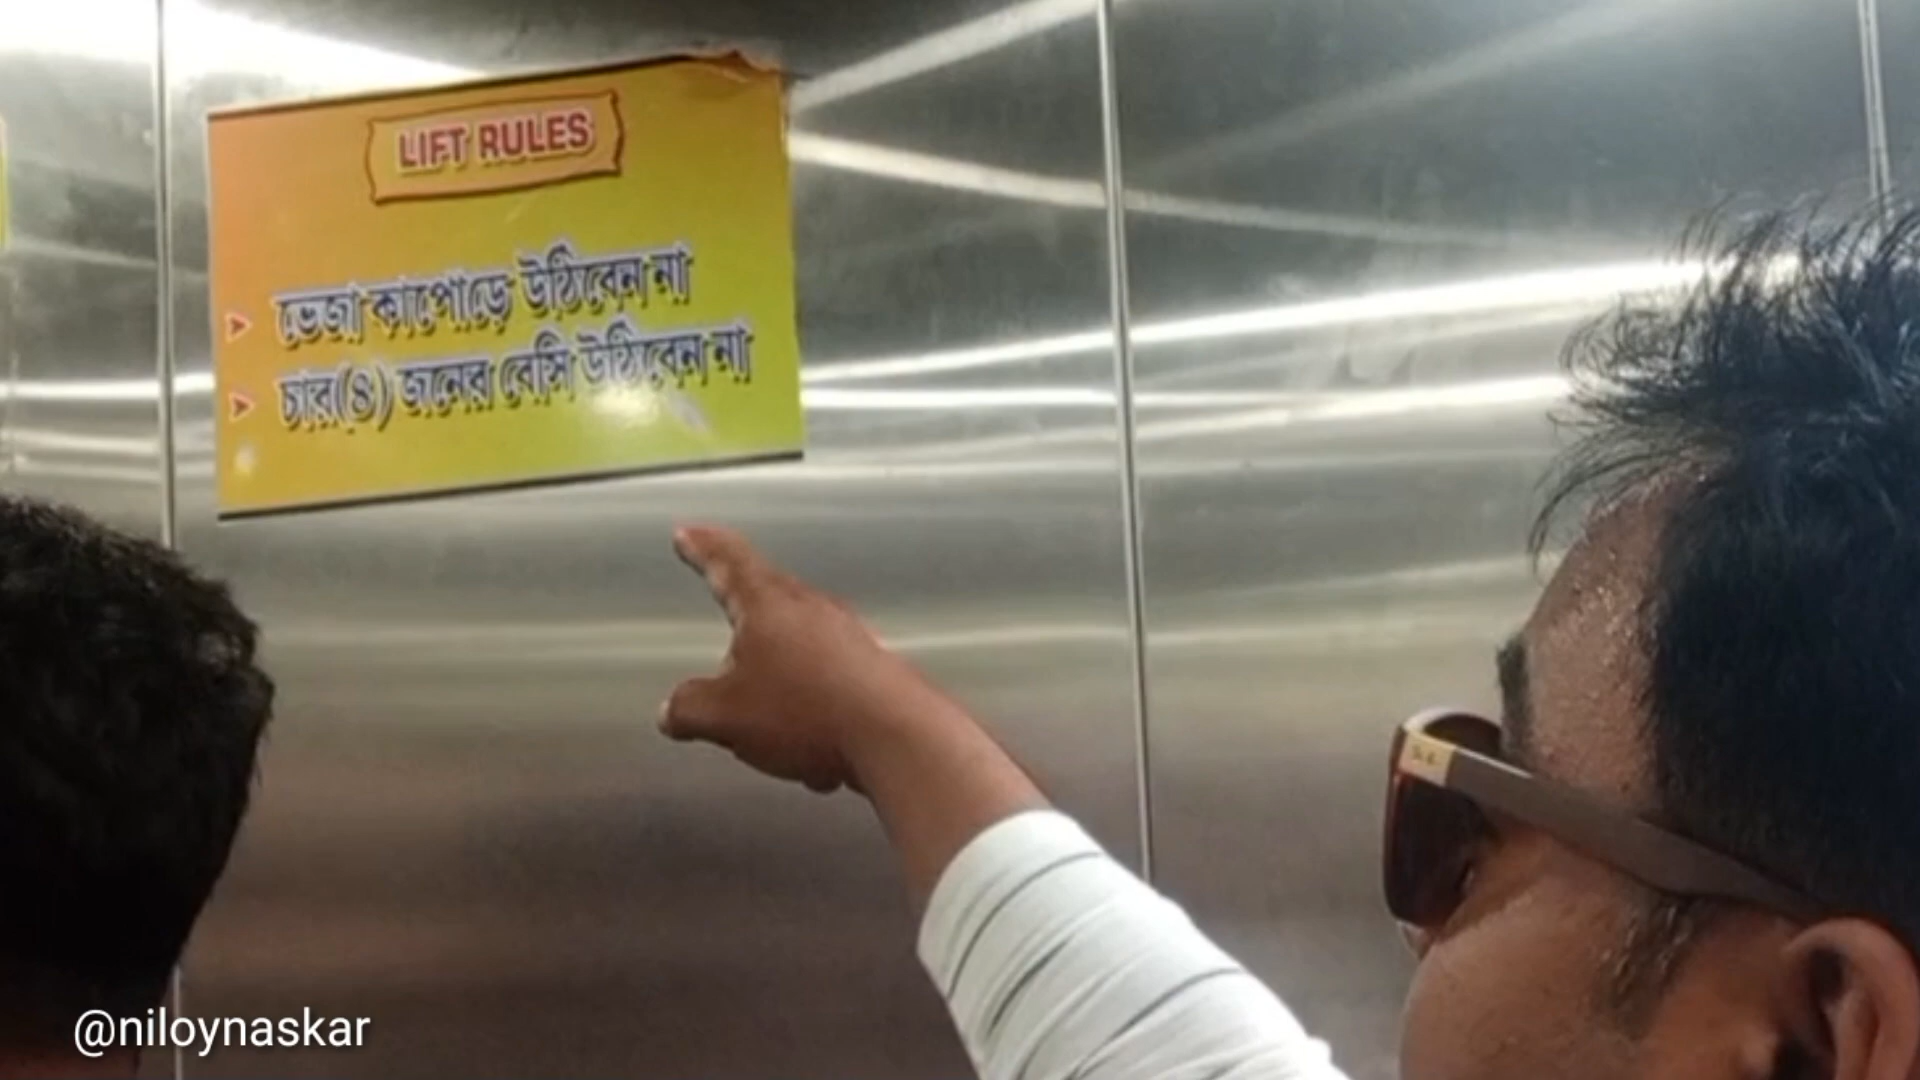 LIFT RULES
ভেজা কাপোড়ে উঠিবেন না
চার(৪) জনের বেসি উঠিবেন না
@niloynaskar